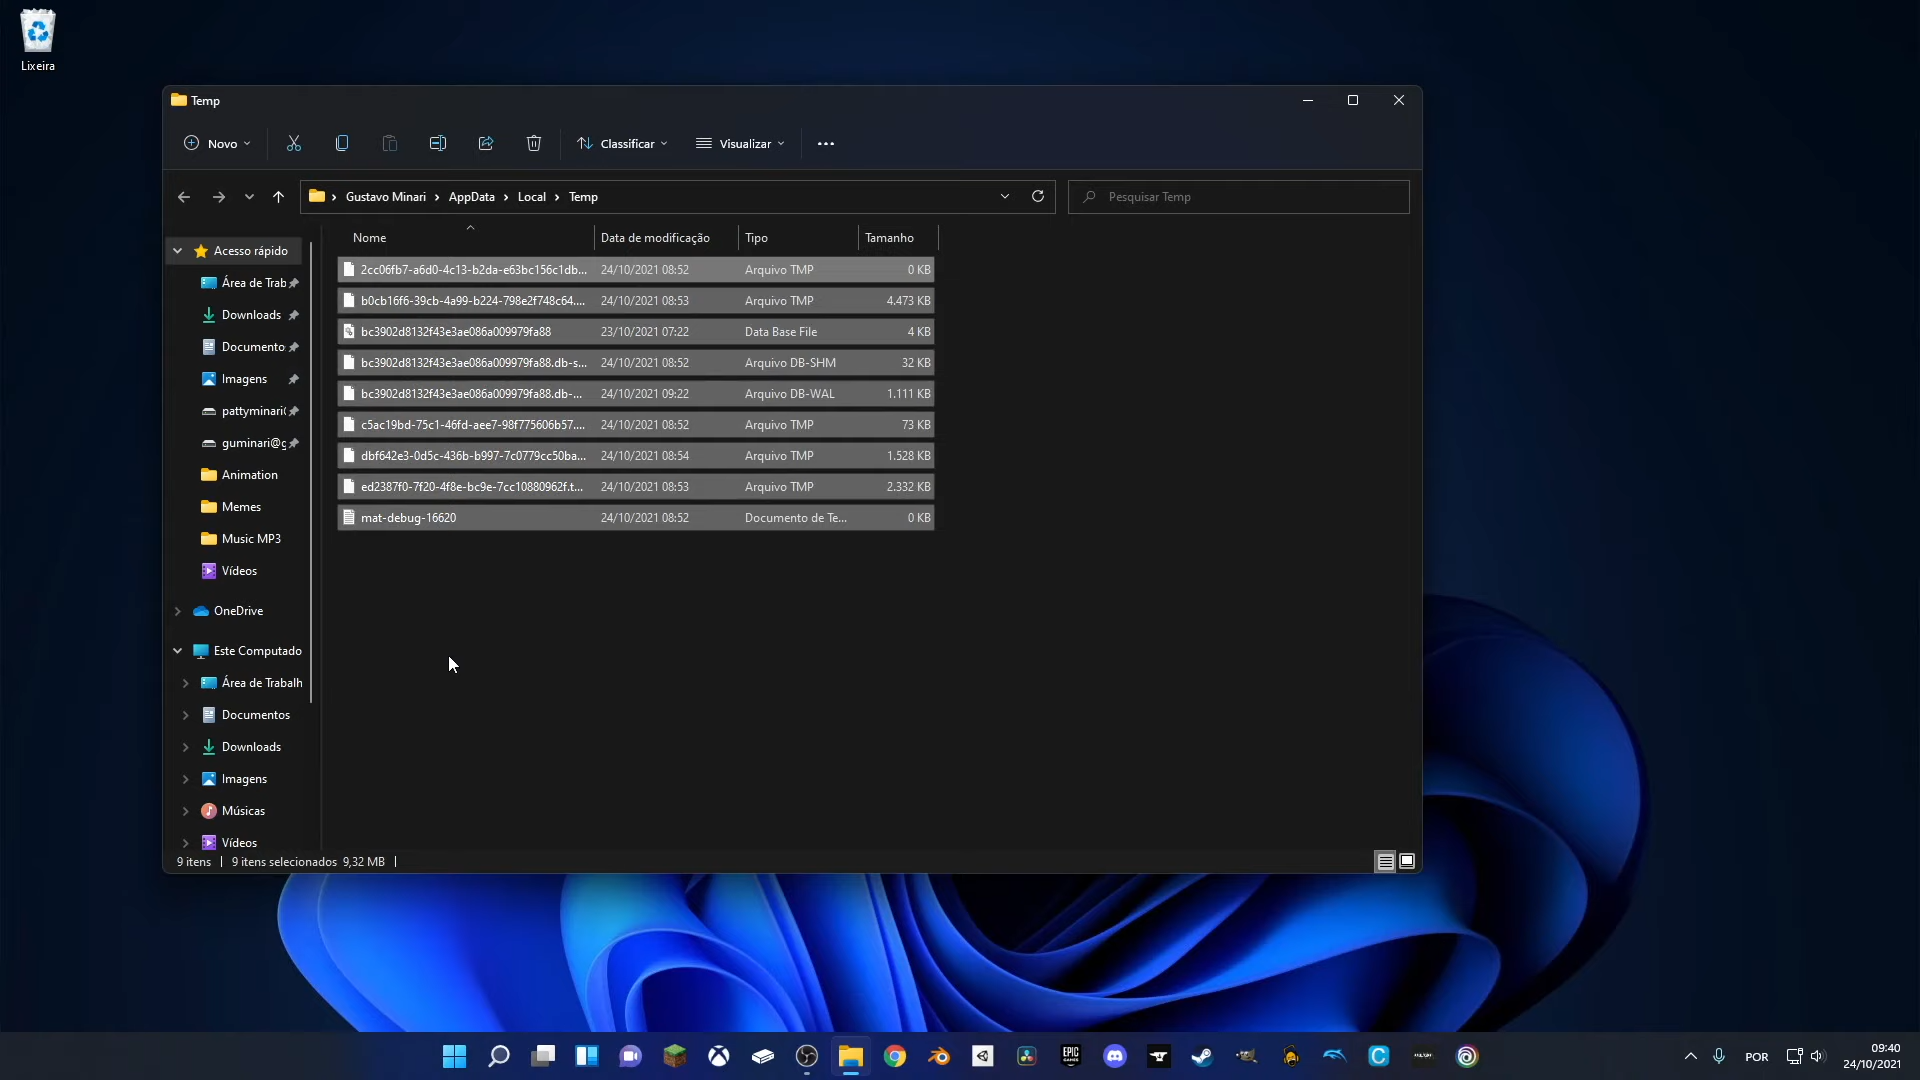 Lixeira
Temp
Novo
Classificar
Visualizar
Gustavo Minari > AppData > Local > Temp
Pesquisar Temp
Nome Data de modificação Tipo Tamanho
2cc06fb7-a6d0-4c13-b2da-e63bc156c1db... 24/10/2021 08:52 Arquivo TMP 0 KB
b0cb16f6-39cb-4a99-b224-798e2f748c64.... 24/10/2021 08:53 Arquivo TMP 4.473 KB
bc3902d8132f43e3ae086a009979fa88 23/10/2021 07:22 Data Base File 4 KB
bc3902d8132f43e3ae086a009979fa88.db-s... 24/10/2021 08:52 Arquivo DB-SHM 32 KB
bc3902d8132f43e3ae086a009979fa88.db-... 24/10/2021 09:22 Arquivo DB-WAL 1.111 KB
c5ac19bd-75c1-46fd-aee7-98f775606b57.... 24/10/2021 08:52 Arquivo TMP 73 KB
dbf642e3-0d5c-436b-b997-7c0779cc50ba... 24/10/2021 08:54 Arquivo TMP 1.528 KB
ed2387f0-7f20-4f8e-bc9e-7cc10880962f.t... 24/10/2021 08:53 Arquivo TMP 2.332 KB
mat-debug-16620 24/10/2021 08:52 Documento de Te... 0 KB
Acesso rápido
Área de Trab
Downloads
Documento
Imagens
pattyminari(
guminari@g
Animation
Memes
Music MP3
Vídeos
OneDrive
Este Computado
Área de Trabalh
Documentos
Downloads
Imagens
Músicas
Vídeos
9 itens | 9 itens selecionados 9,32 MB |
EPIC GAMES
POR
09:40
24/10/2021